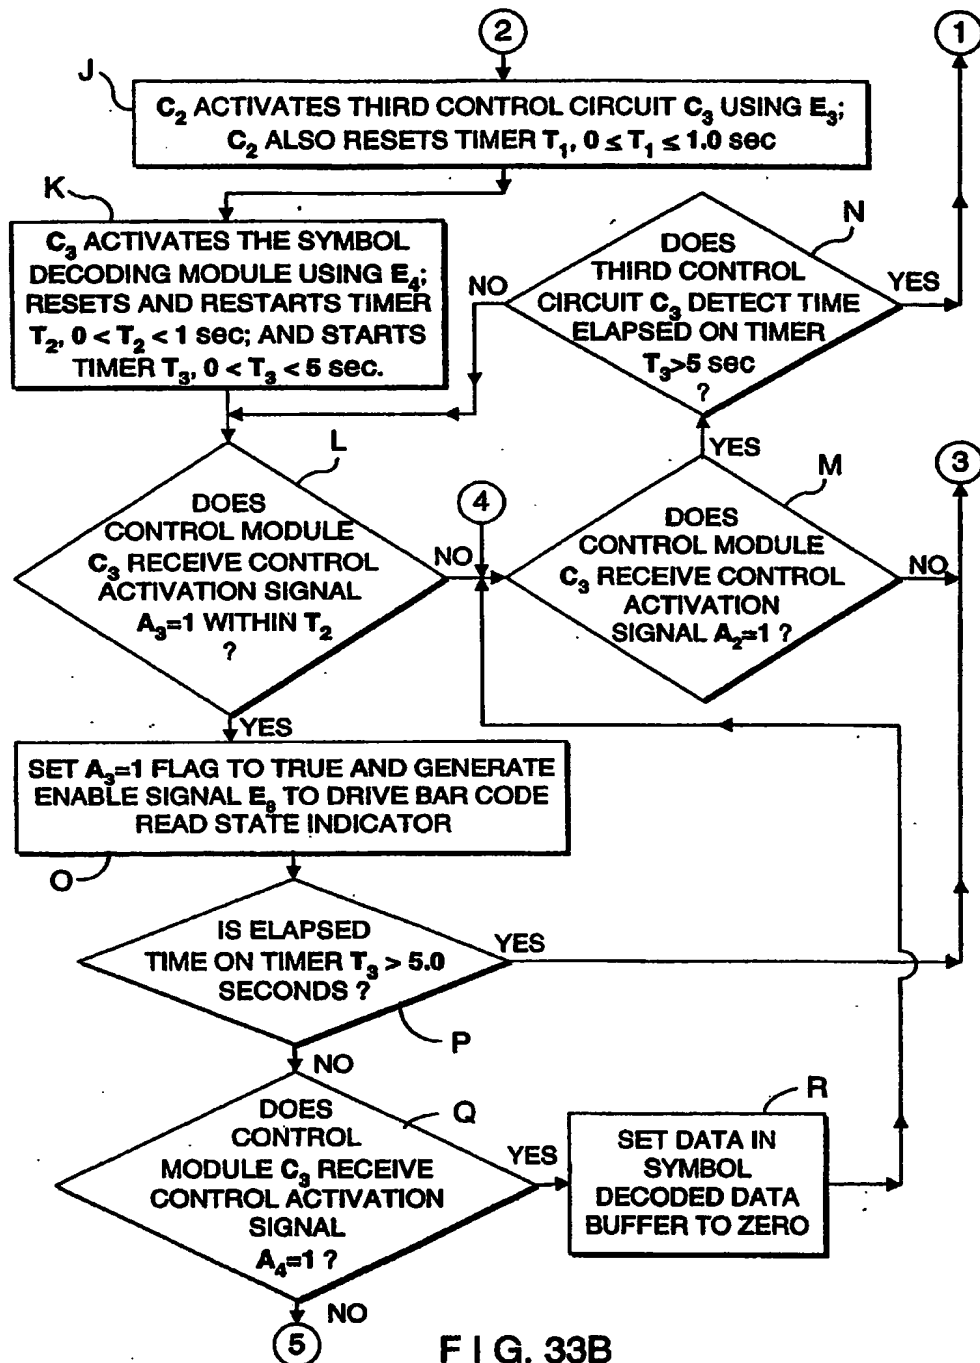 2
1
J
C₂ ACTIVATES THIRD CONTROL CIRCUIT C₃ USING E₃;
C₂ ALSO RESETS TIMER T₁, 0 ≤ T₁ ≤ 1.0 sec
K
C₃ ACTIVATES THE SYMBOL
DECODING MODULE USING E₄;
RESETS AND RESTARTS TIMER
T₂, 0 < T₂ < 1 sec; AND STARTS
TIMER T₃, 0 < T₃ < 5 sec.
N
DOES
THIRD CONTROL
CIRCUIT C₃ DETECT TIME
ELAPSED ON TIMER
T₃>5 sec
?
NO
YES
L
DOES
CONTROL MODULE
C₃ RECEIVE CONTROL
ACTIVATION SIGNAL
A₃=1 WITHIN T₂
?
NO
4
YES
M
DOES
CONTROL MODULE
C₃ RECEIVE CONTROL
ACTIVATION
SIGNAL A₂=1 ?
NO
3
YES
SET A₃=1 FLAG TO TRUE AND GENERATE
ENABLE SIGNAL E₈ TO DRIVE BAR CODE
READ STATE INDICATOR
O
IS ELAPSED
TIME ON TIMER T₃ > 5.0
SECONDS ?
YES
P
NO
DOES
CONTROL
MODULE C₃ RECEIVE
CONTROL ACTIVATION
SIGNAL
A₄=1 ?
Q
YES
R
SET DATA IN
SYMBOL
DECODED DATA
BUFFER TO ZERO
NO
5
FIG. 33B